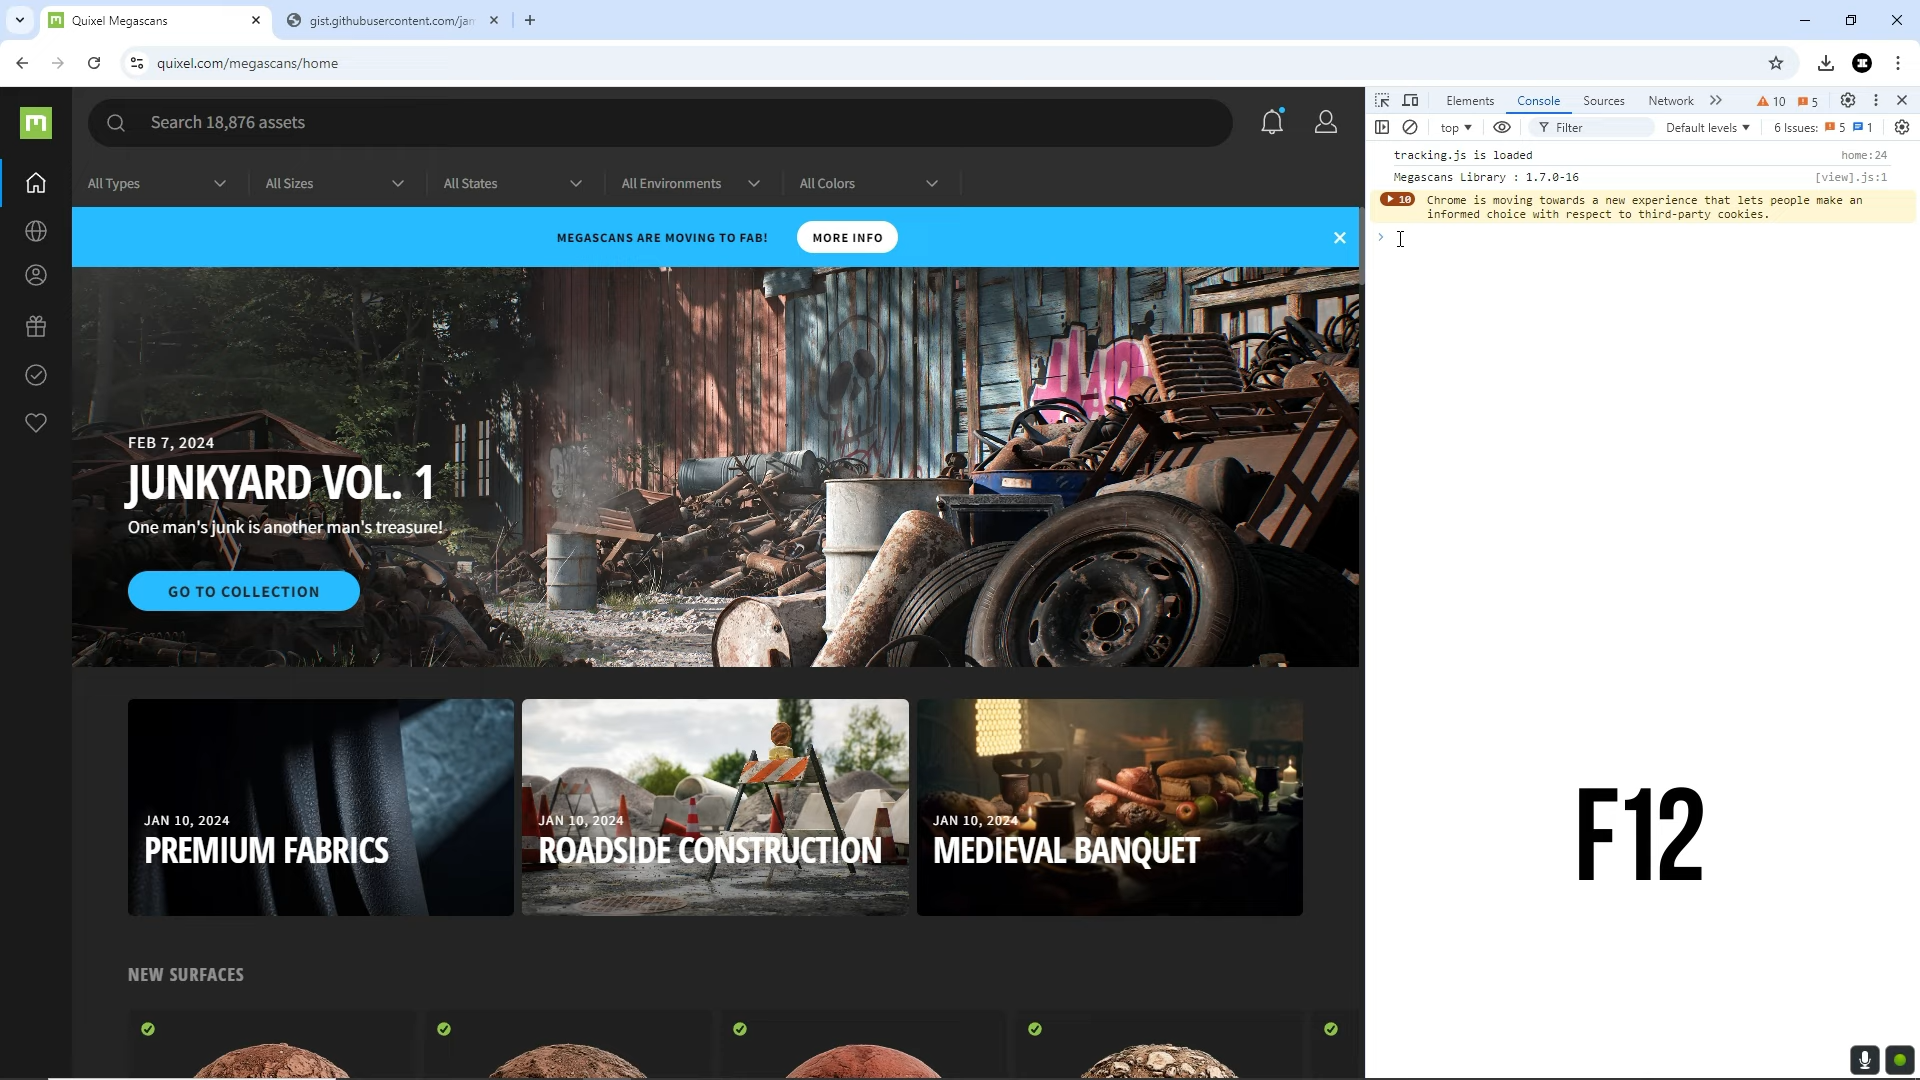 Quixel Megascans
gist.githubusercontent.com/jan
quixel.com/megascans/home
Search 18,876 assets
All Types
All Sizes
All States
All Environments
All Colors
MEGASCANS ARE MOVING TO FAB!
MORE INFO
FEB 7, 2024
JUNKYARD VOL. 1
One man's junk is another man's treasure!
GO TO COLLECTION
JAN 10, 2024
PREMIUM FABRICS
JAN 10, 2024
ROADSIDE CONSTRUCTION
JAN 10, 2024
MEDIEVAL BANQUET
NEW SURFACES
Elements
Console
Sources
Network
10
5
top
Filter
Default levels
6 Issues:
5
1
tracking.js is loaded
home:24
Megascans Library : 1.7.0-16
[view].js:1
10
Chrome is moving towards a new experience that lets people make an
informed choice with respect to third-party cookies.
F12